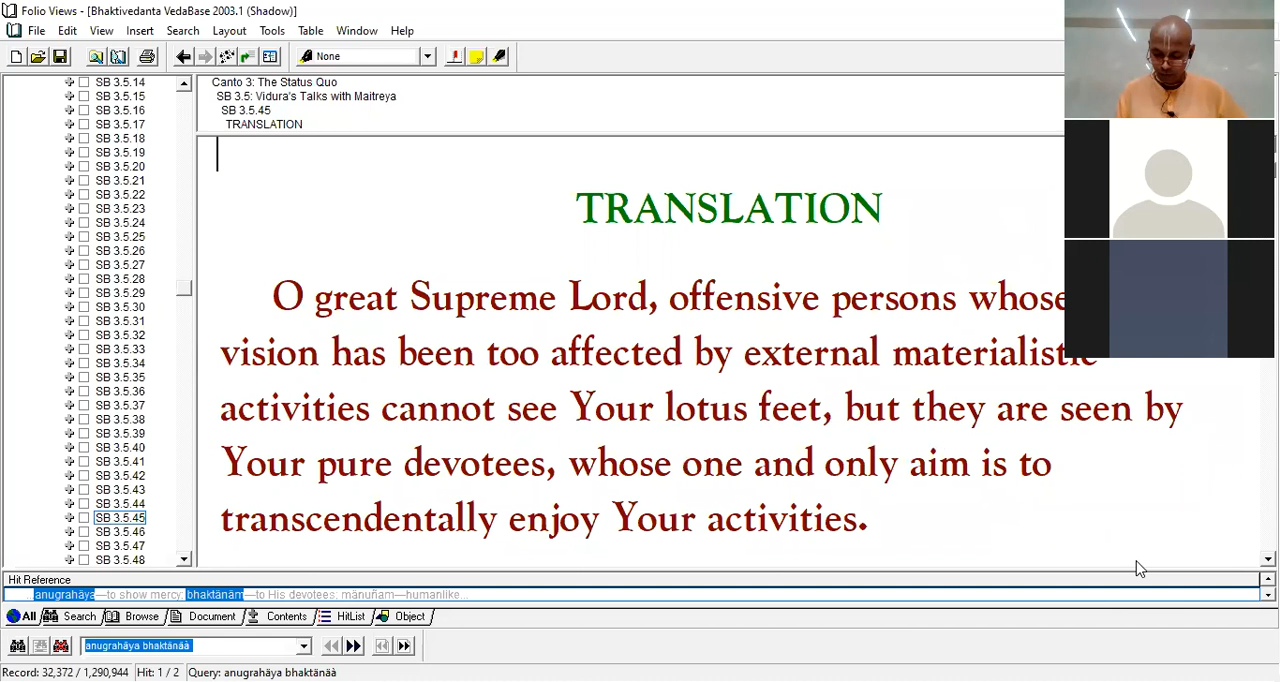 Folio Views - [Bhaktivedanta VedaBase 2003.1 (Shadow)]
File Edit View Insert Search Layout Tools Table Window Help
None
SB 3.5.14
SB 3.5.15
SB 3.5.16
SB 3.5.17
SB 3.5.18
SB 3.5.19
SB 3.5.20
SB 3.5.21
SB 3.5.22
SB 3.5.23
SB 3.5.24
SB 3.5.25
SB 3.5.26
SB 3.5.27
SB 3.5.28
SB 3.5.29
SB 3.5.30
SB 3.5.31
SB 3.5.32
SB 3.5.33
SB 3.5.34
SB 3.5.35
SB 3.5.36
SB 3.5.37
SB 3.5.38
SB 3.5.39
SB 3.5.40
SB 3.5.41
SB 3.5.42
SB 3.5.43
SB 3.5.44
SB 3.5.45
SB 3.5.46
SB 3.5.47
SB 3.5.48
Canto 3: The Status Quo
SB 3.5: Vidura's Talks with Maitreya
SB 3.5.45
TRANSLATION
TRANSLATION
O great Supreme Lord, offensive persons whose
vision has been too affected by external materialistic
activities cannot see Your lotus feet, but they are seen by
Your pure devotees, whose one and only aim is to
transcendentally enjoy Your activities.
Hit Reference
...anugrahäya—to show mercy; bhaktänäm—to His devotees; mänuñam—humanlike...
All Search Browse Document Contents HitList Object
anugrahäya bhaktänäà
Record: 32,372 / 1,290,944 Hit: 1 / 2 Query: anugrahäya bhaktänäà